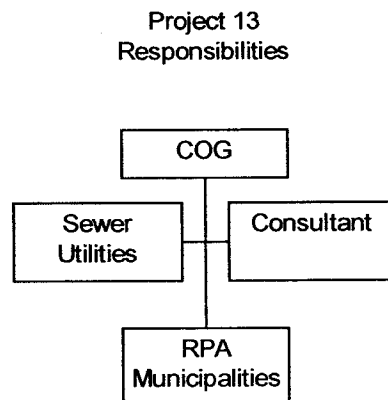 Project 13
Responsibilities
COG
Sewer
Utilities
Consultant
RPA
Municipalities